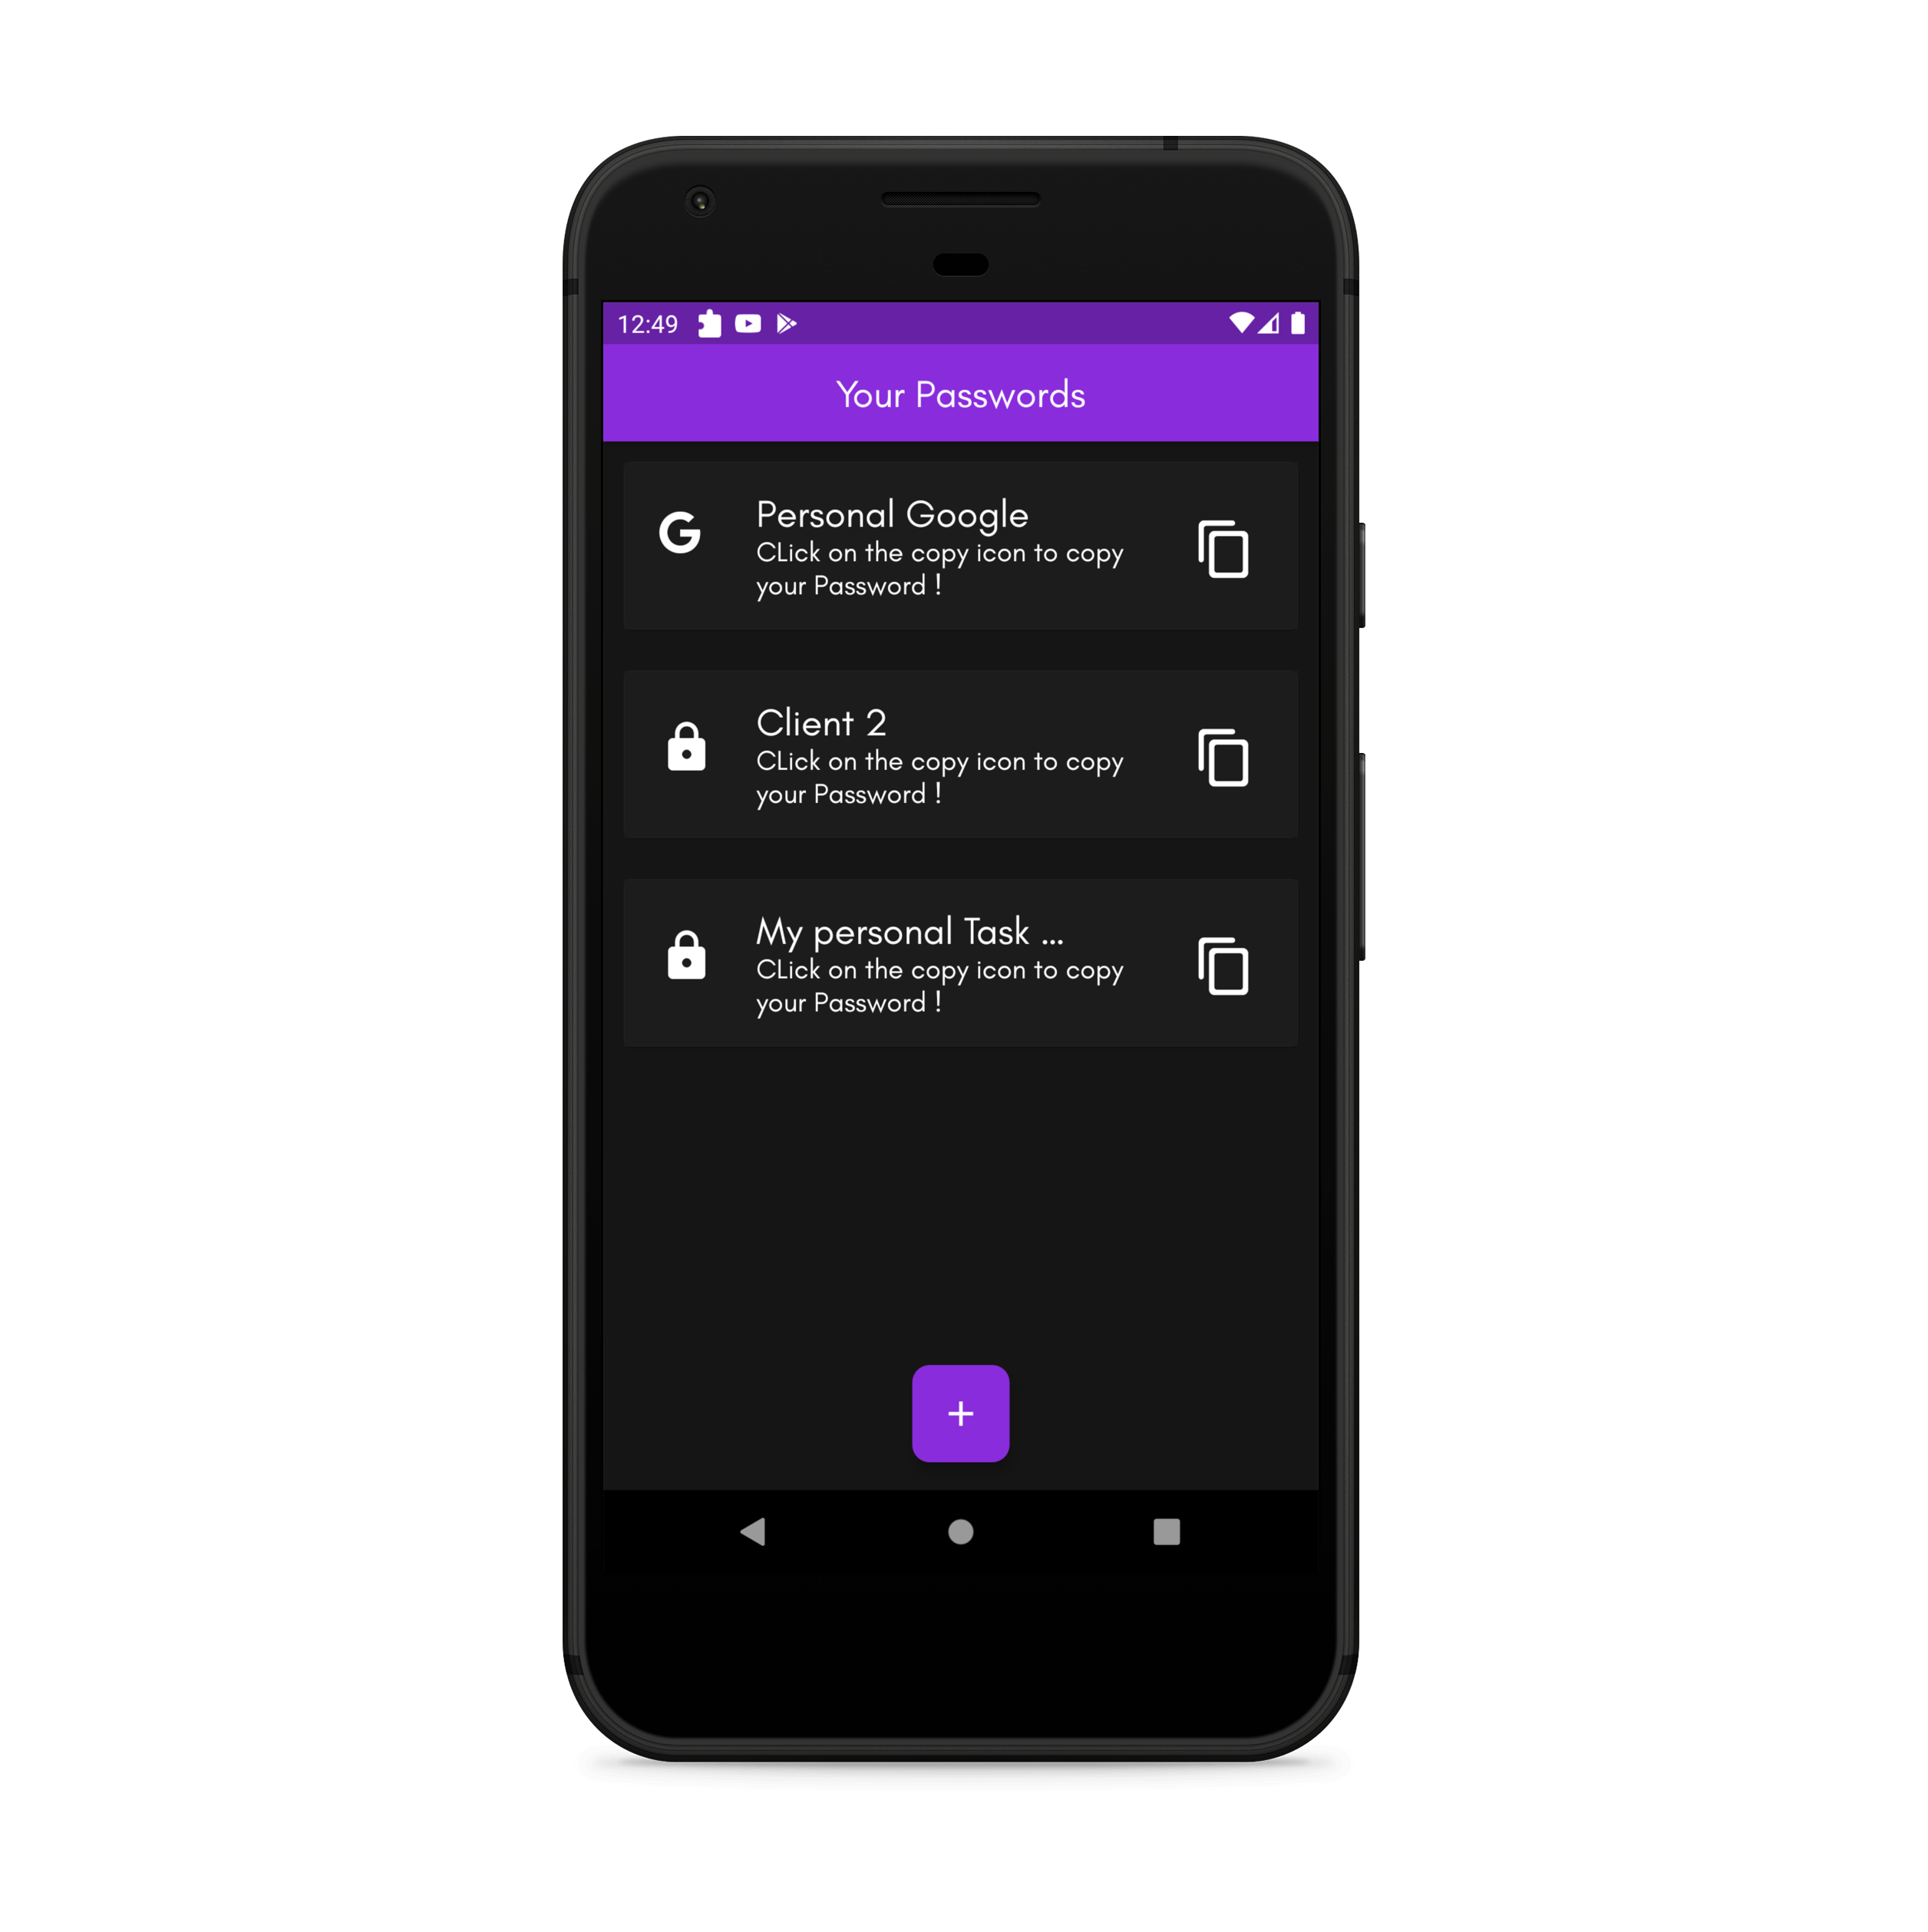 12:49
Your Passwords
Personal Google
CLick on the copy icon to copy
your Password !
Client 2
CLick on the copy icon to copy
your Password !
My personal Task ...
CLick on the copy icon to copy
your Password !